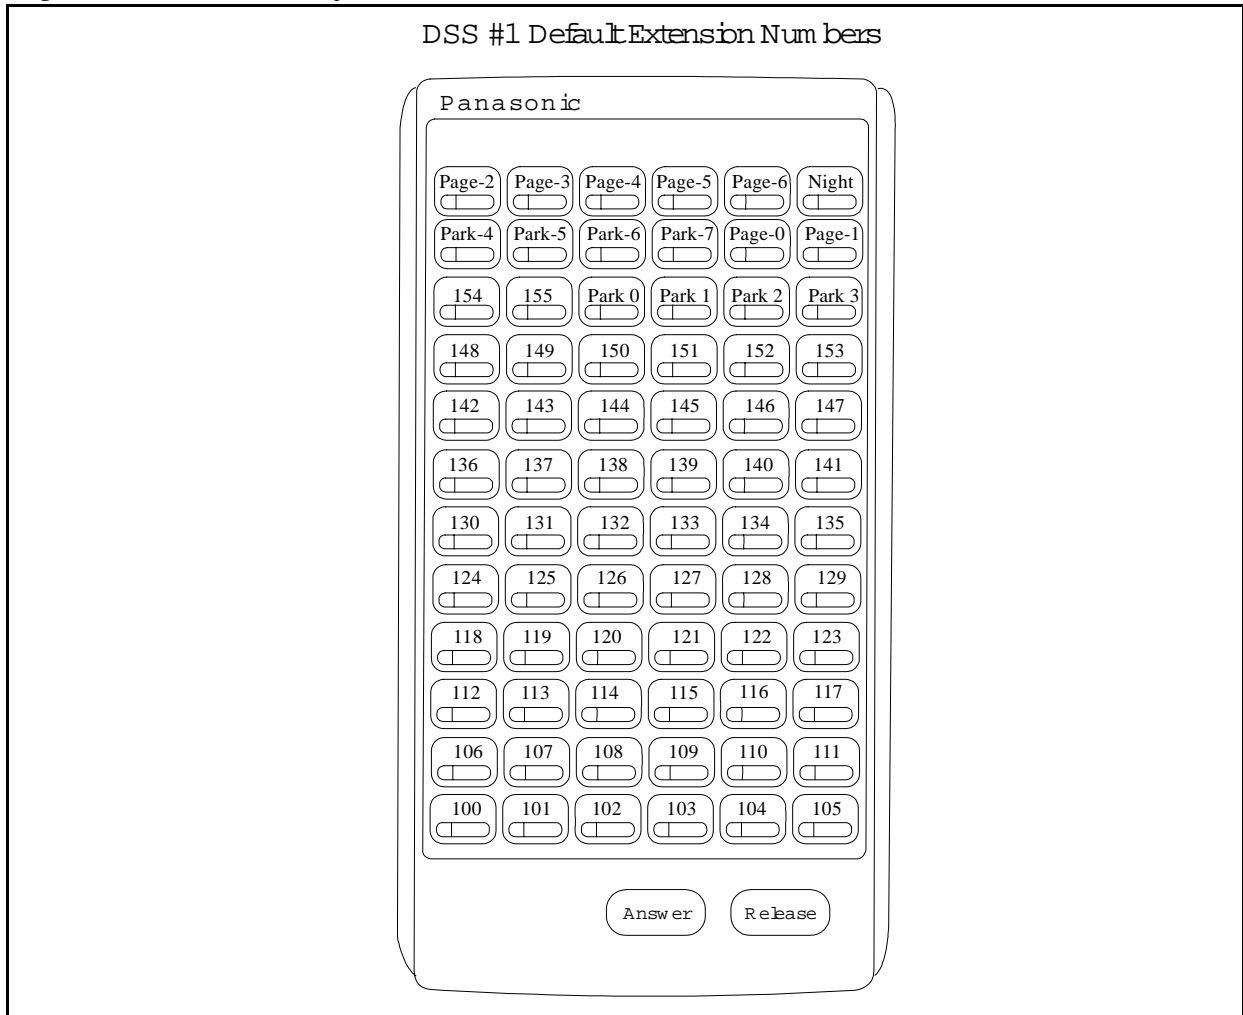 DSS #1 Default Extension Numbers
Panasonic
Page-2 Page-3 Page-4 Page-5 Page-6 Night
Park-4 Park-5 Park-6 Park-7 Page-0 Page-1
154 155 Park 0 Park 1 Park 2 Park 3
148 149 150 151 152 153
142 143 144 145 146 147
136 137 138 139 140 141
130 131 132 133 134 135
124 125 126 127 128 129
118 119 120 121 122 123
112 113 114 115 116 117
106 107 108 109 110 111
100 101 102 103 104 105
Answer Release